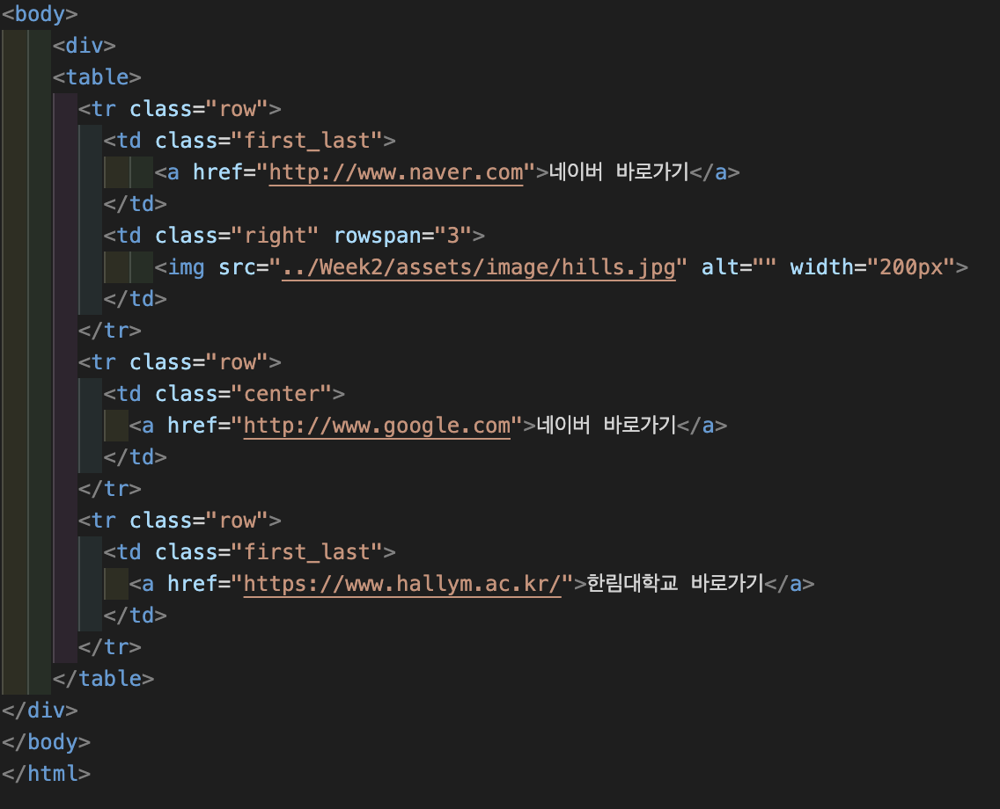 <body>
<div>
<table>
<tr class="row">
<td class="first_last">
<a href="http://www.naver.com">네이버 바로가기</a>
</td>
<td class="right" rowspan="3">
<img src="../Week2/assets/image/hills.jpg" alt="" width="200px">
</td>
</tr>
<tr class="row">
<td class="center">
<a href="http://www.google.com">네이버 바로가기</a>
</td>
</tr>
<tr class="row">
<td class="first_last">
<a href="https://www.hallym.ac.kr/">한림대학교 바로가기</a>
</td>
</tr>
</table>
</div>
</body>
</html>